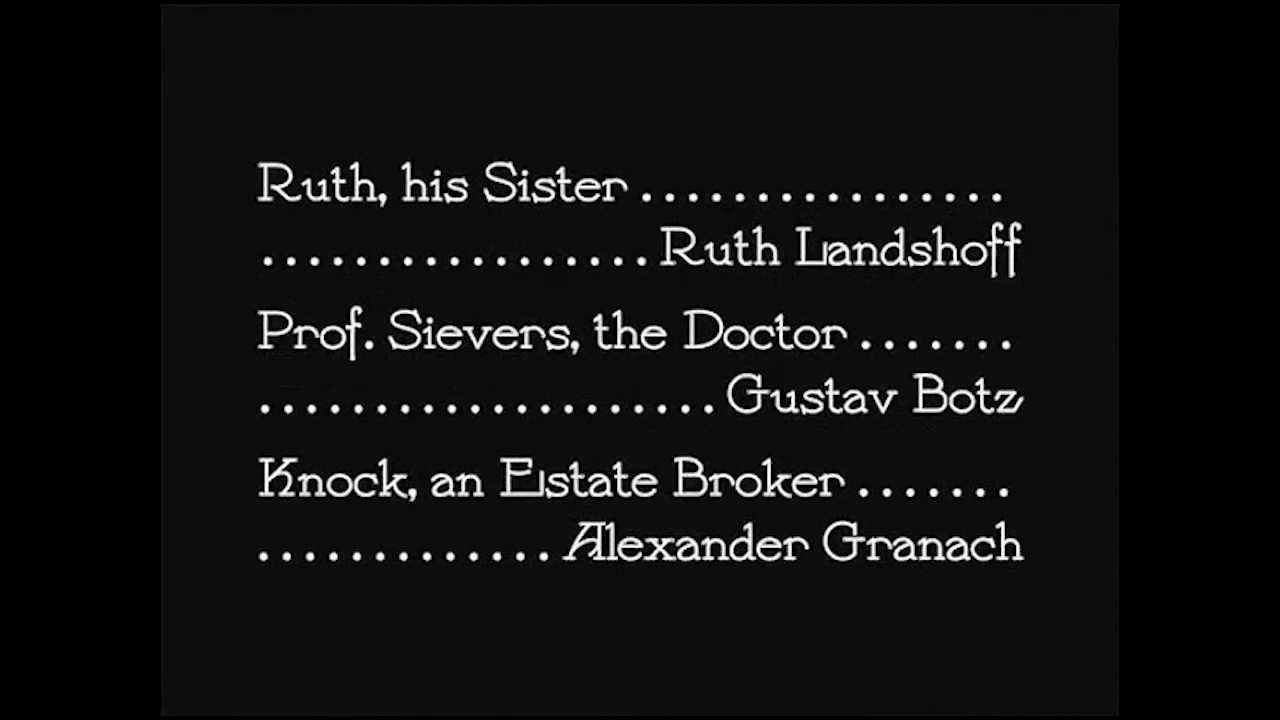 Ruth, his Sister ................
................. Ruth Landshoff
Prof. Sievers, the Doctor .......
.................... Gustav Botz
Knock, an Estate Broker .......
............. Alexander Granach